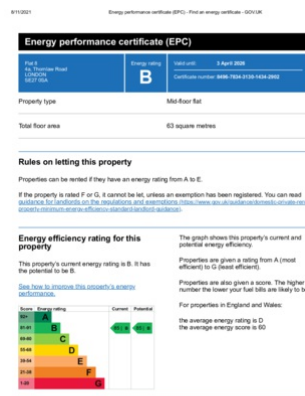 8/11/2021
Energy performance certificate (EPC) - Find an energy certificate - GOV.UK
Energy performance certificate (EPC)
LONDON
Energy rating
B
Valid until:
Certificate number:
Property type
Mid-floor flat
Total floor area
63 square metres
Rules on letting this property
Properties can be rented if they have an energy rating from A to E.
If the property is rated F or G, it cannot be let, unless an exemption has been registered. You can read
guidance for landlords on the regulations and exemptions
Energy efficiency rating for this
property
This property's current energy rating is B. It has
the potential to be B.
See how to improve this property's energy
performance.
Score Energy rating Current Potential
92+ A
81-91 B
69-80 C
55-68 D
39-54 E
21-38 F
1-20 G
The graph shows this property's current and
potential energy efficiency.
Properties are given a rating from A (most
efficient) to G (least efficient).
Properties are also given a score. The higher
number the lower your fuel bills are likely to b
For properties in England and Wales:
the average energy rating is D
the average energy score is 60